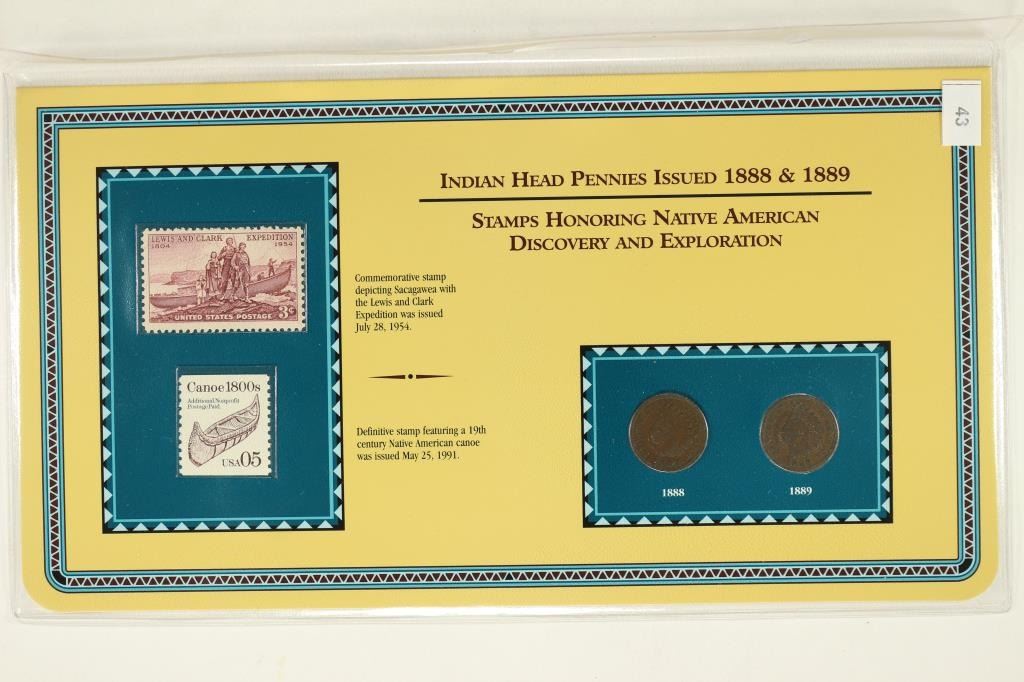 43
INDIAN HEAD PENNIES ISSUED 1888 & 1889
STAMPS HONORING NATIVE AMERICAN
DISCOVERY AND EXPLORATION
LEWIS AND CLARK EXPEDITION
1804 1954
UNITED STATES POSTAGE 3¢
Commemorative stamp
depicting Sacagawea with
the Lewis and Clark
Expedition was issued
July 28, 1954.
Canoe 1800s
Additional Nonprofit
Postage Paid
USA 05
Definitive stamp featuring a 19th
century Native American canoe
was issued May 25, 1991.
1888
1889